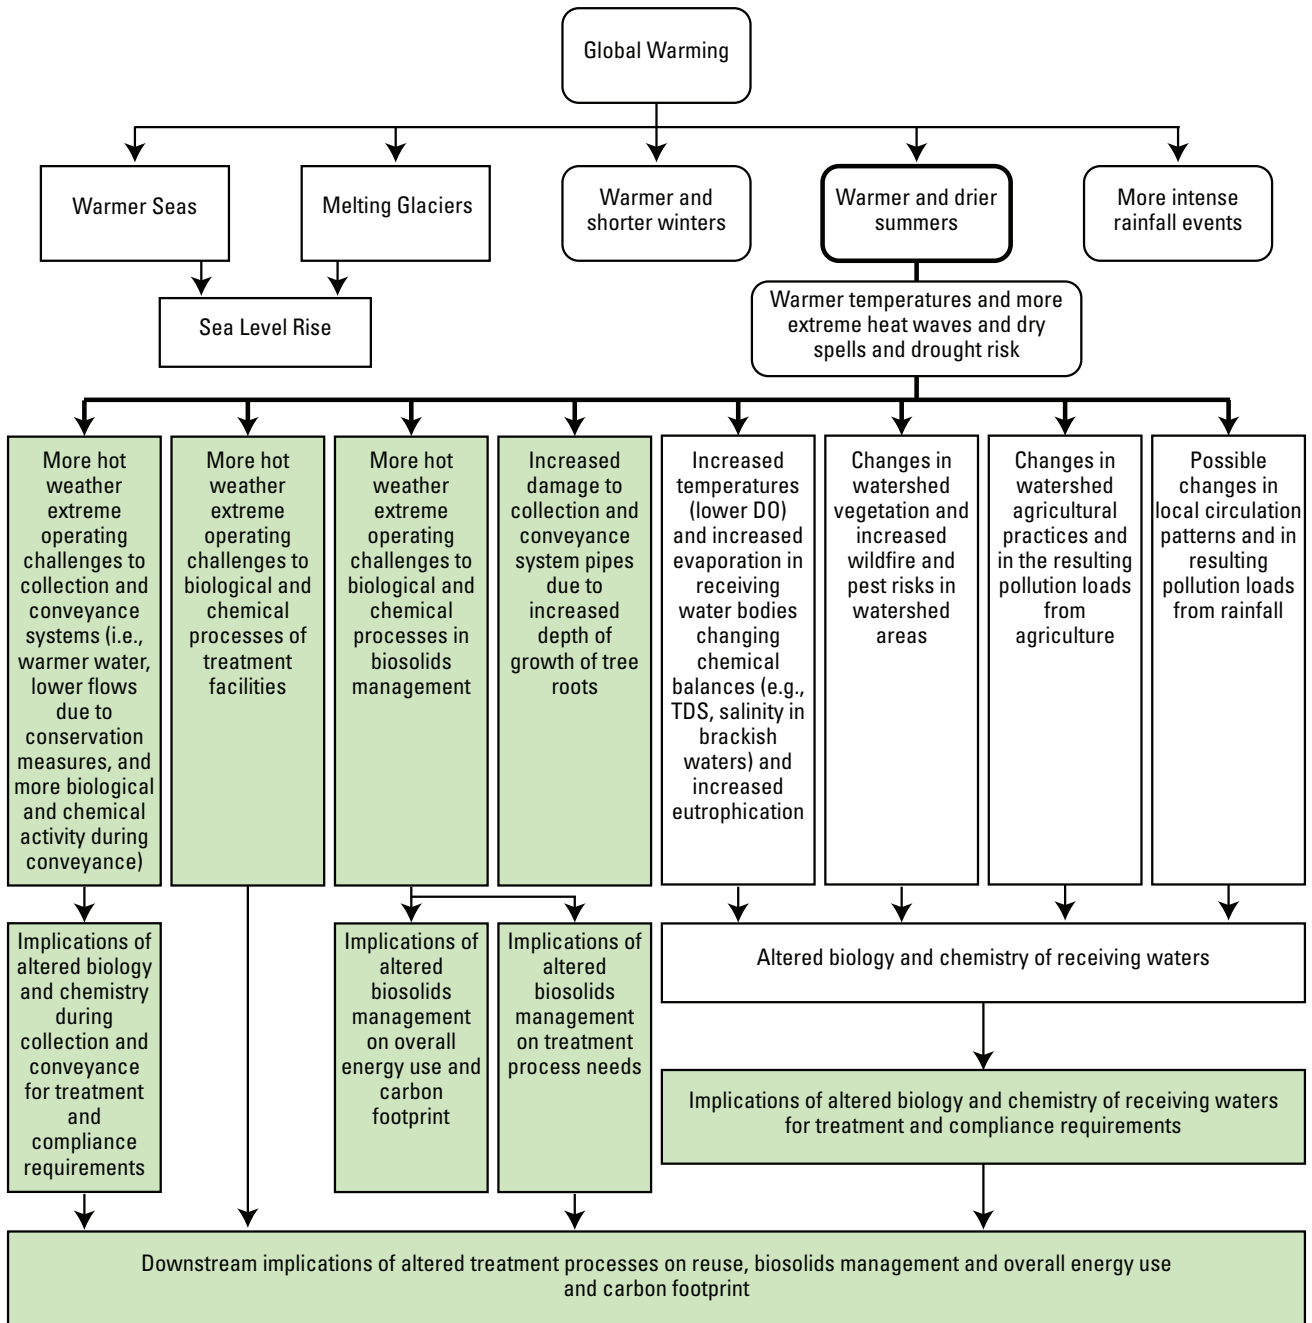 Global Warming
Warmer Seas
Melting Glaciers
Warmer and
shorter winters
Warmer and drier
summers
More intense
rainfall events
Sea Level Rise
Warmer temperatures and more
extreme heat waves and dry
spells and drought risk
More hot
weather
extreme
operating
challenges to
collection and
conveyance
systems (i.e.,
warmer water,
lower flows
due to
conservation
measures, and
more biological
and chemical
activity during
conveyance)
More hot
weather
extreme
operating
challenges to
biological and
chemical
processes of
treatment
facilities
More hot
weather
extreme
operating
challenges to
biological and
chemical
processes in
biosolids
management
Increased
damage to
collection and
conveyance
system pipes
due to
increased
depth of
growth of tree
roots
Increased
temperatures
(lower DO)
and increased
evaporation in
receiving
water bodies
changing
chemical
balances (e.g.,
TDS, salinity in
brackish
waters) and
increased
eutrophication
Changes in
watershed
vegetation and
increased
wildfire and
pest risks in
watershed
areas
Changes in
watershed
agricultural
practices and
in the resulting
pollution loads
from
agriculture
Possible
changes in
local circulation
patterns and in
resulting
pollution loads
from rainfall
Implications of
altered biology
and chemistry
during
collection and
conveyance
for treatment
and
compliance
requirements
Implications of
altered
biosolids
management
on overall
energy use and
carbon
footprint
Implications of
altered
biosolids
management
on treatment
process needs
Altered biology and chemistry of receiving waters
Implications of altered biology and chemistry of receiving waters
for treatment and compliance requirements
Downstream implications of altered treatment processes on reuse, biosolids management and overall energy use
and carbon footprint